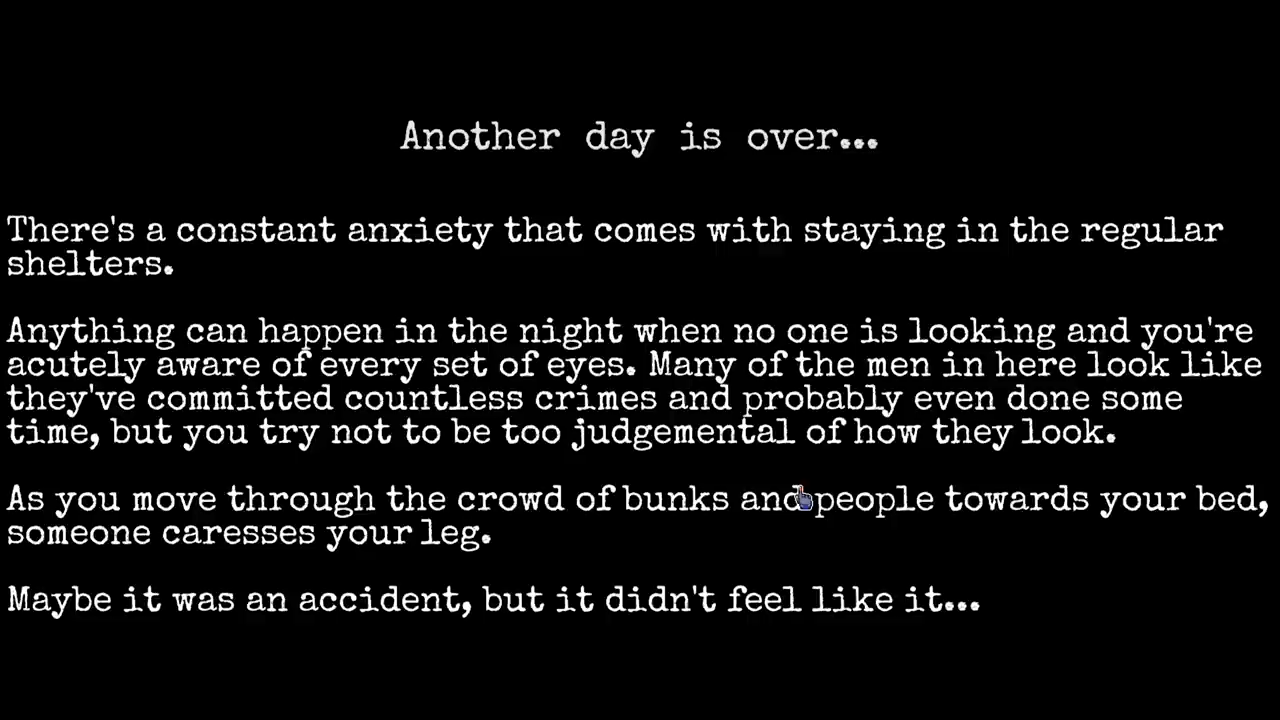 Another day is over...
There's a constant anxiety that comes with staying in the regular
shelters.
Anything can happen in the night when no one is looking and you're
acutely aware of every set of eyes. Many of the men in here look like
they've committed countless crimes and probably even done some
time, but you try not to be too judgemental of how they look.
As you move through the crowd of bunks and people towards your bed,
someone caresses your leg.
Maybe it was an accident, but it didn't feel like it...